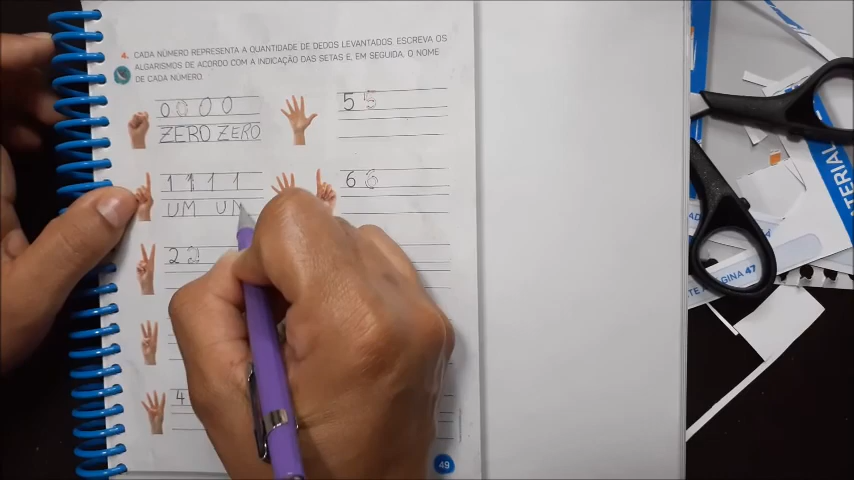 4. CADA NÚMERO REPRESENTA A QUANTIDADE DE DEDOS LEVANTADOS. ESCREVA OS
ALGARISMOS DE ACORDO COM A INDICAÇÃO DAS SETAS E, EM SEGUIDA, O NOME
DE CADA NÚMERO.
0 0 0 0
ZERO ZERO
5 5
1 1 1 1
UM UM
6 6
2 2
4
49
PÁGINA 47